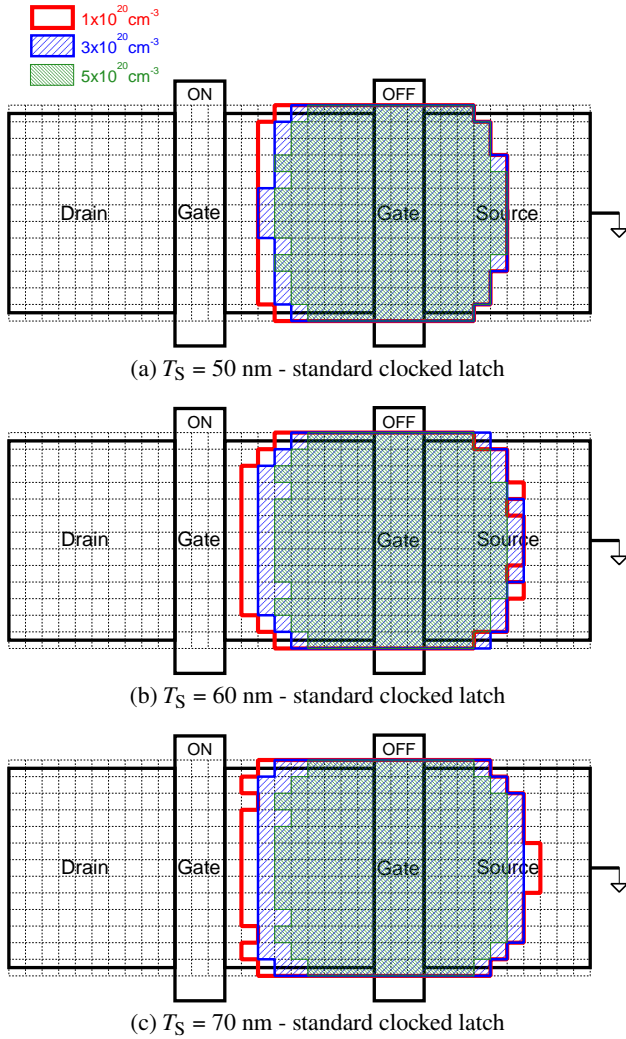 1x10^20 cm^-3
3x10^20 cm^-3
5x10^20 cm^-3
ON OFF
Drain Gate Gate Source
(a) T_S = 50 nm - standard clocked latch
ON OFF
Drain Gate Gate Source
(b) T_S = 60 nm - standard clocked latch
ON OFF
Drain Gate Gate Source
(c) T_S = 70 nm - standard clocked latch